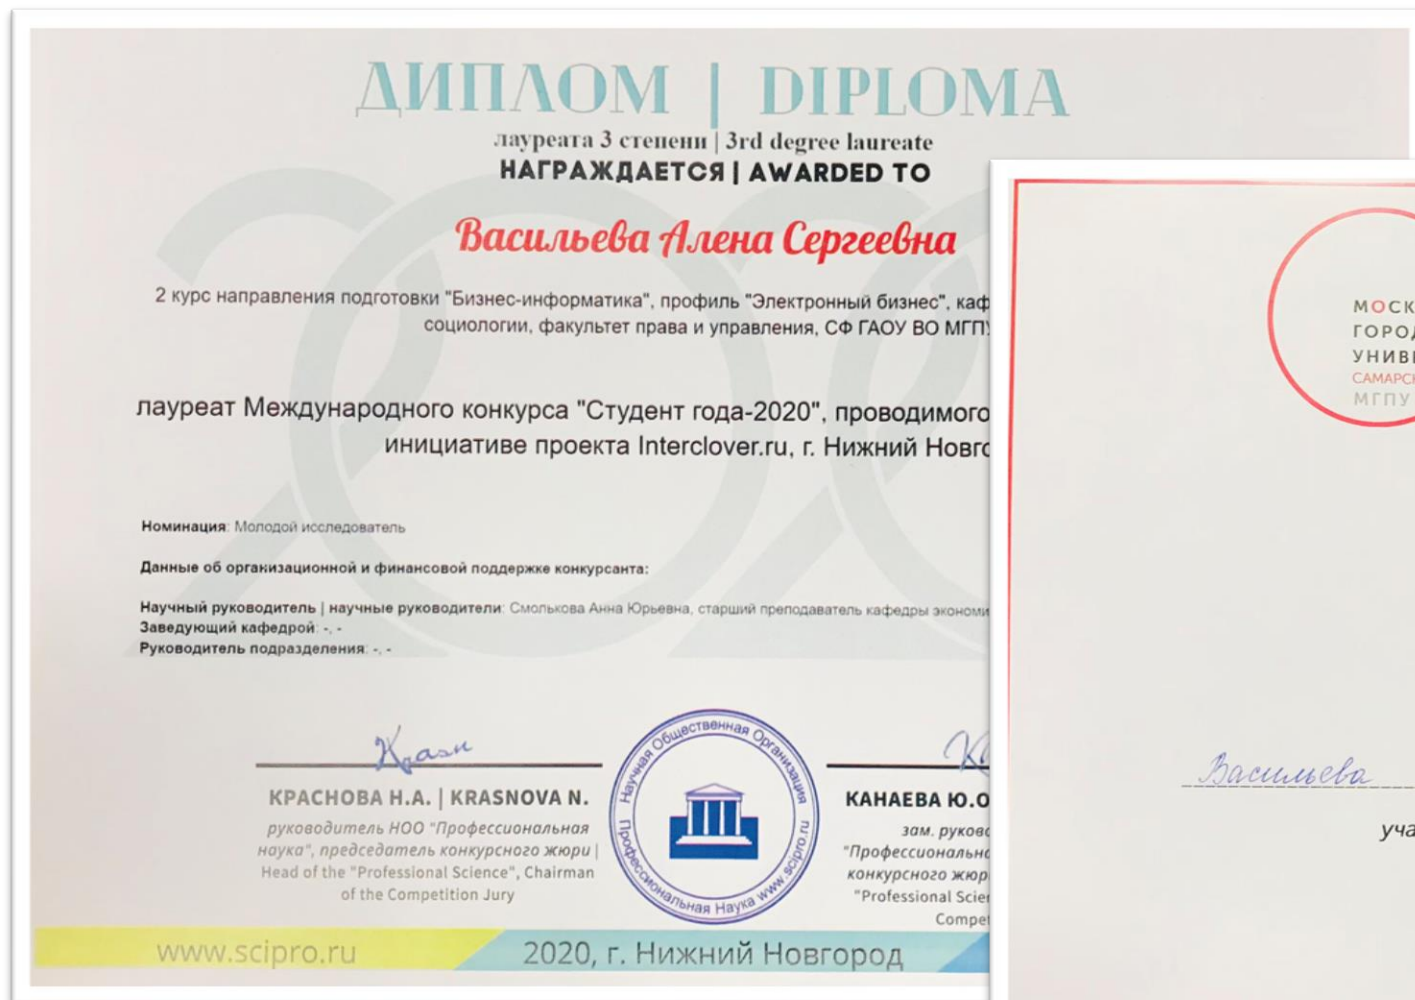 ДИПЛОМ | DIPLOMA
лауреата 3 степени | 3rd degree laureate
НАГРАЖДАЕТСЯ | AWARDED TO
Васильева Алена Сергеевна
2 курс направления подготовки "Бизнес-информатика", профиль "Электронный бизнес", каф
социологии, факультет права и управления, СФ ГАОУ ВО МГПУ
лауреат Международного конкурса "Студент года-2020", проводимого
инициативе проекта Interclover.ru, г. Нижний Новго
Номинация: Молодой исследователь
Данные об организационной и финансовой поддержке конкурсанта:
Научный руководитель | научные руководители: Смолькова Анна Юрьевна, старший преподаватель кафедры экономи
Заведующий кафедрой: -, -
Руководитель подразделения: -, -
КРАСНОВА Н.А. | KRASNOVA N.
руководитель НОО "Профессиональная
наука", председатель конкурсного жюри |
Head of the "Professional Science", Chairman
of the Competition Jury
Научная Общественная Организация
Профессиональная Наука www.scipro.ru
КАНАЕВА Ю.О
зам. руково
"Профессионально
конкурсного жюр
"Professional Scie
Compe
www.scipro.ru
2020, г. Нижний Новгород
МОСК
ГОРОД
УНИВЕ
САМАРСК
МГПУ
Васильева
уча